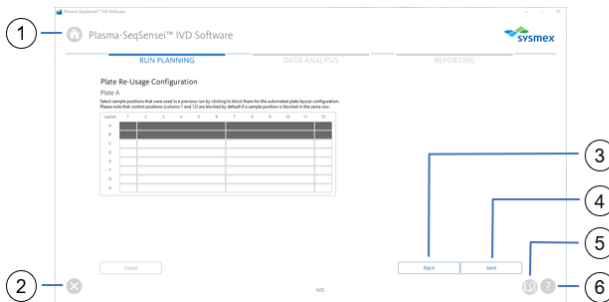 Plasma-SeqSensei™ IVD Software
1
Plasma-SeqSensei™ IVD Software
sysmex
RUN PLANNING DATA ANALYSIS REPORTING
Plate Re-Usage Configuration
Plate A
Select sample positions that were used in a previous run by clicking to block them for the automated plate layout configuration.
Please note that control positions (column 1 and 12) are blocked by default if a sample position is blocked in the same row.
Layout 1 2 3 4 5 6 7 8 9 10 11 12
A
B
C
D
E
F
G
H
3
4
5
Reset Back Next
2 IVD ? 6